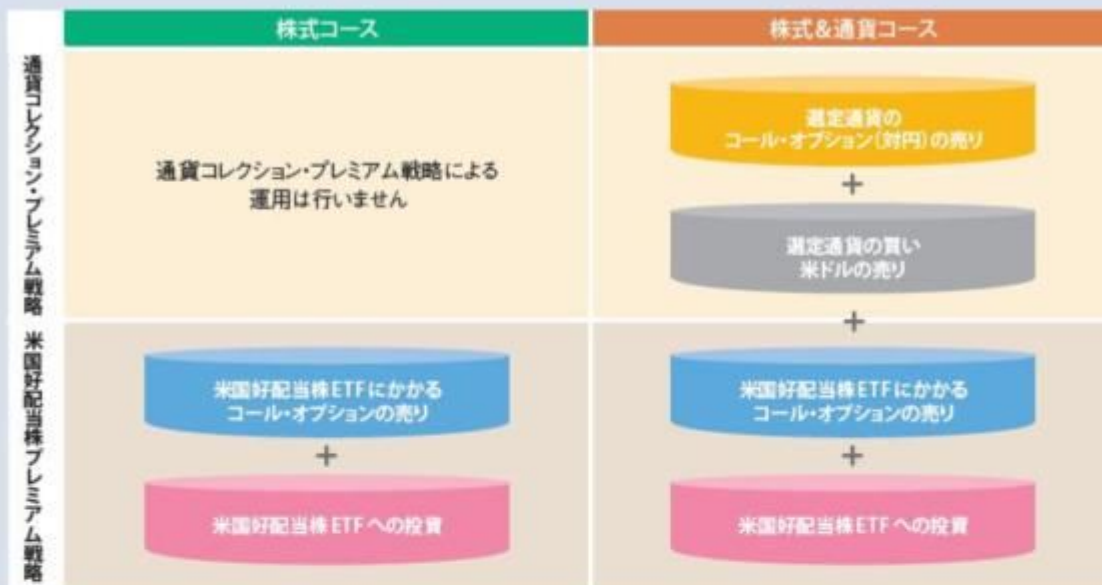 株式コース
株式&通貨コース
通貨コレクション・プレミアム戦略
通貨コレクション・プレミアム戦略による
運用は行いません
選定通貨の
コール・オプション(対円)の売り
+
選定通貨の買い
米ドルの売り
+
米国好配当株プレミアム戦略
米国好配当株ETFにかかる
コール・オプションの売り
+
米国好配当株ETFへの投資
米国好配当株ETFにかかる
コール・オプションの売り
+
米国好配当株ETFへの投資